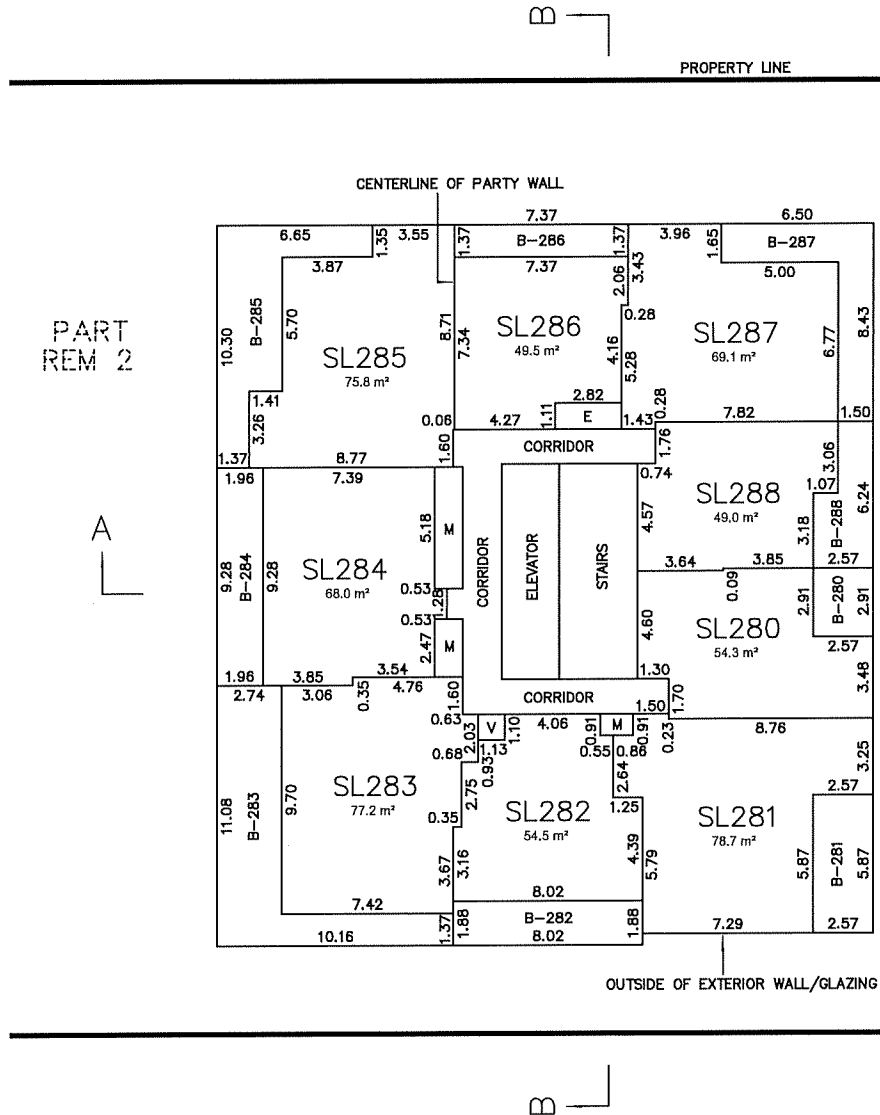 B
PROPERTY LINE
CENTERLINE OF PARTY WALL
7.37
6.50
6.65
1.35
3.55
1.37
B-286
1.37
3.96
1.65
B-287
3.87
7.37
5.00
2.06
3.43
PART
REM 2
10.30
B-285
5.70
SL285
75.8 m²
8.71
7.34
SL286
49.5 m²
0.28
4.16
5.28
SL287
69.1 m²
6.77
8.43
1.41
3.26
2.82
0.06
4.27
1.11
E
1.43
0.28
7.82
1.50
CORRIDOR
1.60
1.76
1.37
8.77
0.74
3.06
1.96
7.39
1.07
A
5.18
M
SL288
49.0 m²
6.24
4.57
3.18
B-288
9.28
B-284
9.28
SL284
68.0 m²
CORRIDOR
ELEVATOR
STAIRS
3.64
3.85
2.57
0.09
0.53
1.28
0.53
2.91
B-280
2.91
SL280
54.3 m²
4.60
2.47
M
2.57
3.48
1.96
3.85
3.54
1.30
2.74
3.06
0.35
4.76
1.60
CORRIDOR
1.50
1.70
0.63
V
1.10
4.06
0.91
M
0.91
0.23
8.76
2.03
1.13
0.55
0.86
0.68
0.93
3.25
2.64
SL283
77.2 m²
2.75
2.57
11.08
B-283
9.70
1.25
0.35
SL282
54.5 m²
SL281
78.7 m²
3.67
3.16
4.39
5.79
5.87
B-281
5.87
8.02
7.42
1.37
1.88
B-282
1.88
7.29
2.57
10.16
8.02
OUTSIDE OF EXTERIOR WALL/GLAZING
B